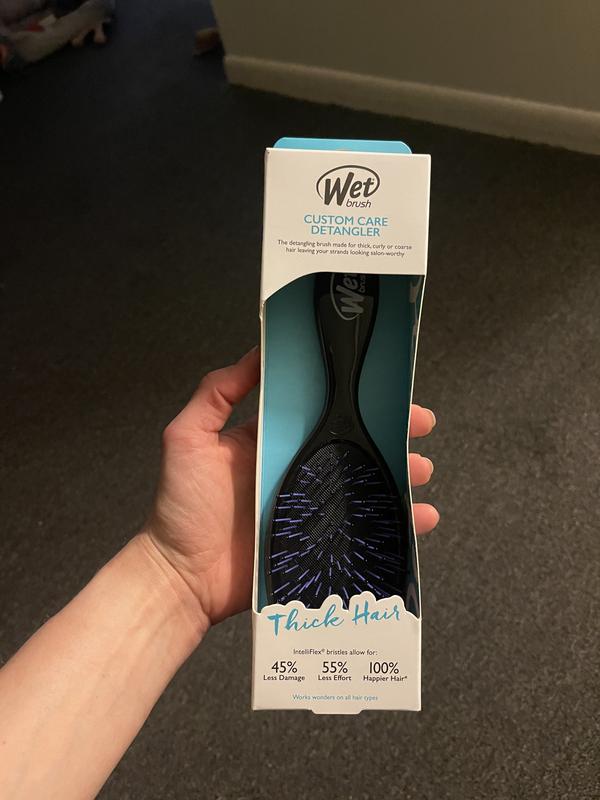 Wet
brush
CUSTOM CARE
DETANGLER
The detangling brush made for thick, curly or coarse
hair leaving your strands looking salon-worthy
Wet
brush
Thick Hair
IntelliFlex® bristles allow for:
45% 55% 100%
Less Damage Less Effort Happier Hair*
Works wonders on all hair types